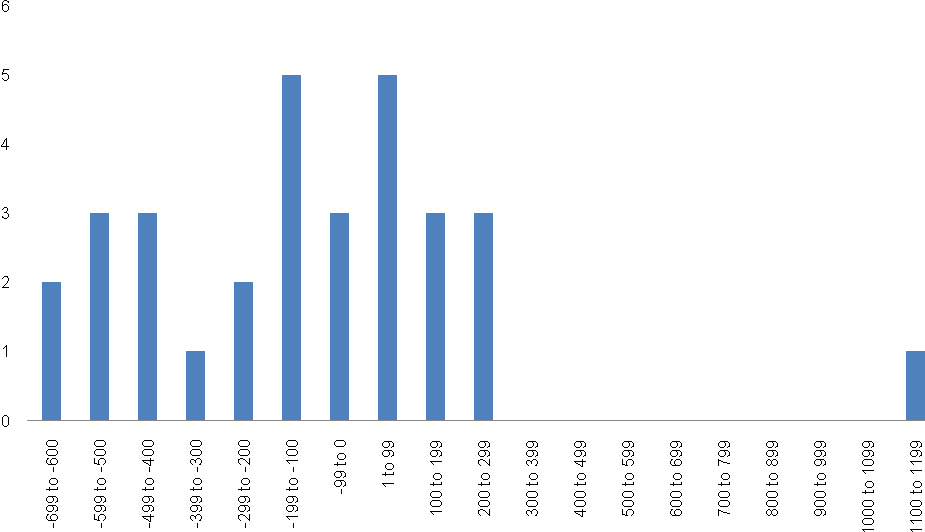 6
5
4
3
2
1
0
-699 to -600
-599 to -500
-499 to -400
-399 to -300
-299 to -200
-199 to -100
-99 to 0
1 to 99
100 to 199
200 to 299
300 to 399
400 to 499
500 to 599
600 to 699
700 to 799
800 to 899
900 to 999
1000 to 1099
1100 to 1199